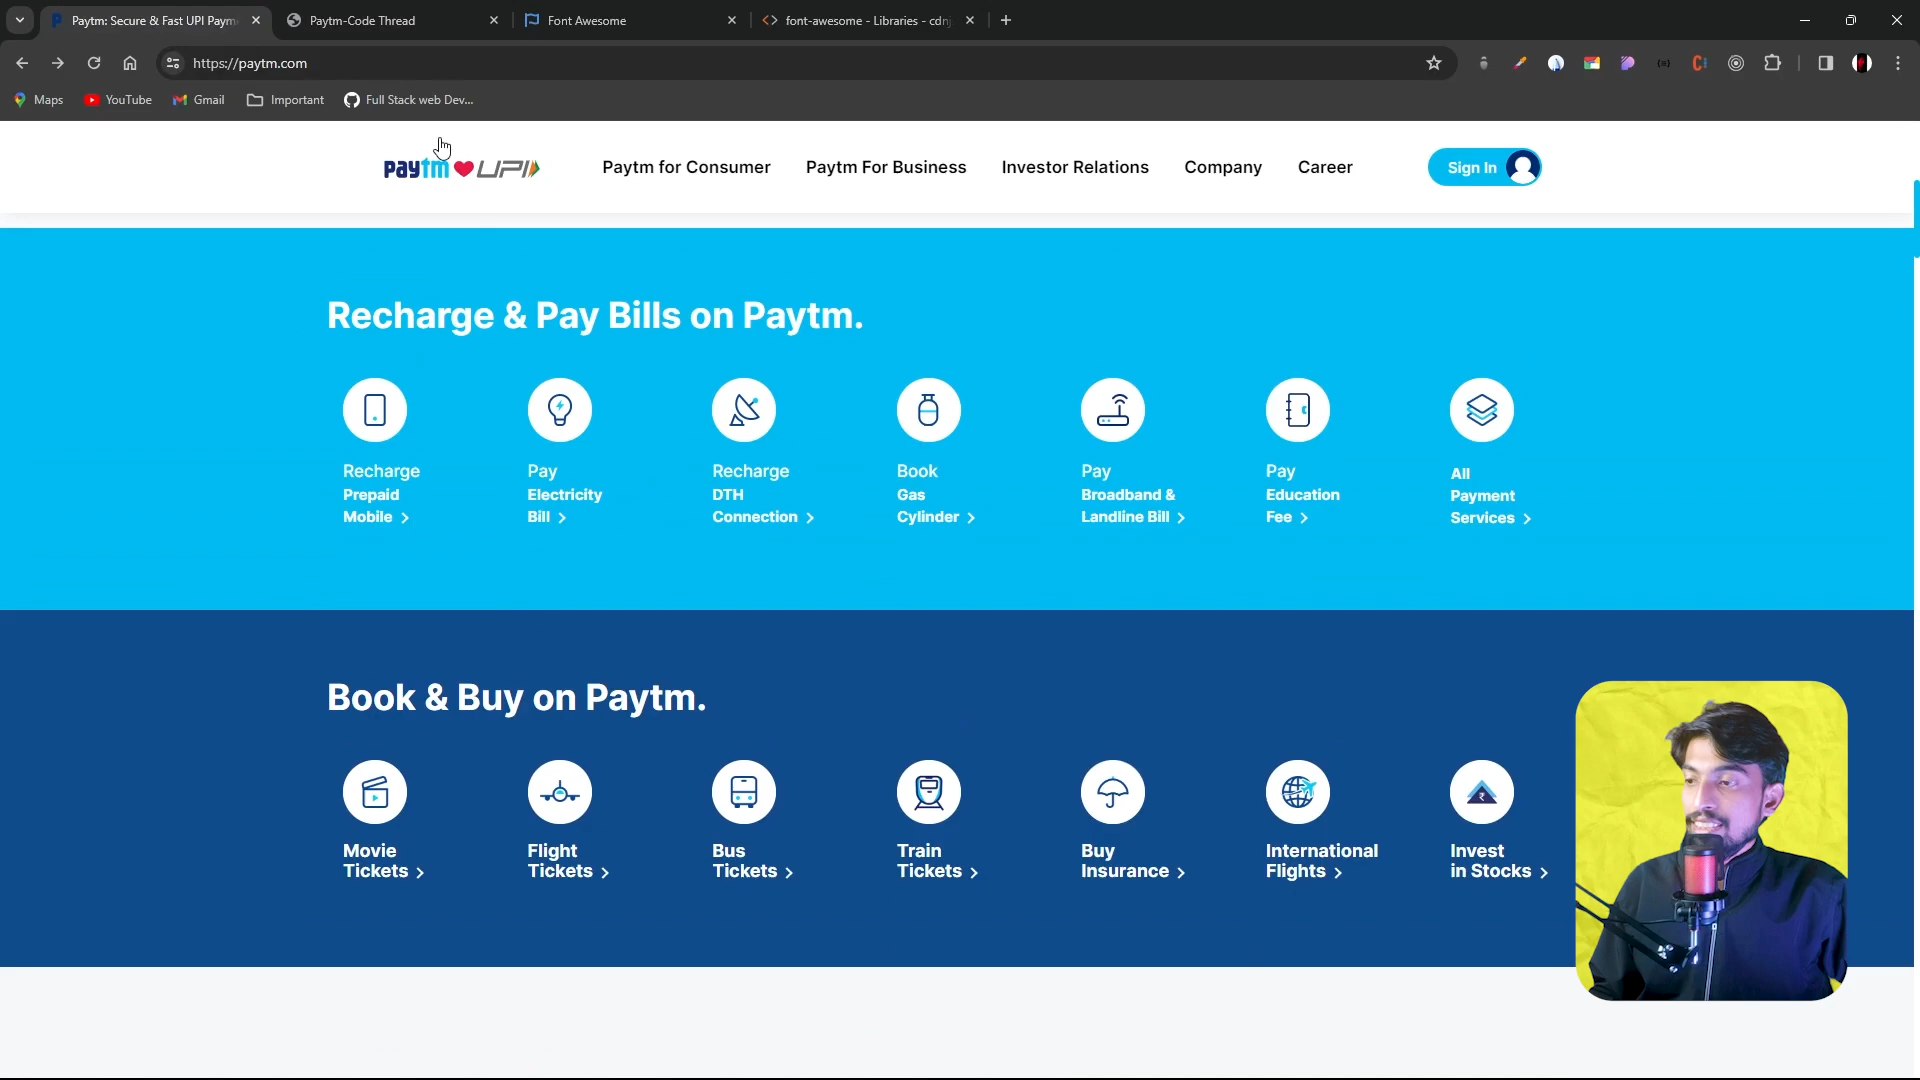 Paytm: Secure & Fast UPI Paym
Paytm-Code Thread
Font Awesome
font-awesome - Libraries - cdnj
https://paytm.com
Maps
YouTube
Gmail
Important
Full Stack web Dev...
paytm UPI
Paytm for Consumer
Paytm For Business
Investor Relations
Company
Career
Sign In
Recharge & Pay Bills on Paytm.
Recharge
Prepaid
Mobile >
Pay
Electricity
Bill >
Recharge
DTH
Connection >
Book
Gas
Cylinder >
Pay
Broadband &
Landline Bill >
Pay
Education
Fee >
All
Payment
Services >
Book & Buy on Paytm.
Movie
Tickets >
Flight
Tickets >
Bus
Tickets >
Train
Tickets >
Buy
Insurance >
International
Flights >
Invest
in Stocks >